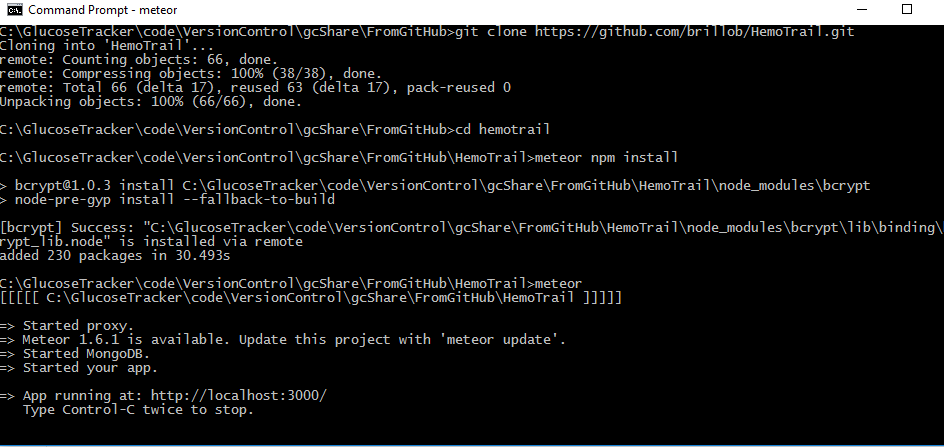 Command Prompt - meteor
C:\GlucoseTracker\code\VersionControl\gcShare\FromGitHub>git clone https://github.com/brillob/HemoTrail.git
Cloning into 'HemoTrail'...
remote: Counting objects: 66, done.
remote: Compressing objects: 100% (38/38), done.
remote: Total 66 (delta 17), reused 63 (delta 17), pack-reused 0
Unpacking objects: 100% (66/66), done.
C:\GlucoseTracker\code\VersionControl\gcShare\FromGitHub>cd hemotrail
C:\GlucoseTracker\code\VersionControl\gcShare\FromGitHub\HemoTrail>meteor npm install
> bcrypt@1.0.3 install C:\GlucoseTracker\code\VersionControl\gcShare\FromGitHub\HemoTrail\node_modules\bcrypt
> node-pre-gyp install --fallback-to-build
[bcrypt] Success: "C:\GlucoseTracker\code\VersionControl\gcShare\FromGitHub\HemoTrail\node_modules\bcrypt\lib\binding\
rypt_lib.node" is installed via remote
added 230 packages in 30.493s
C:\GlucoseTracker\code\VersionControl\gcShare\FromGitHub\HemoTrail>meteor
[[[[[ C:\GlucoseTracker\code\VersionControl\gcShare\FromGitHub\HemoTrail ]]]]]
=> Started proxy.
=> Meteor 1.6.1 is available. Update this project with 'meteor update'.
=> Started MongoDB.
=> Started your app.
=> App running at: http://localhost:3000/
Type Control-C twice to stop.